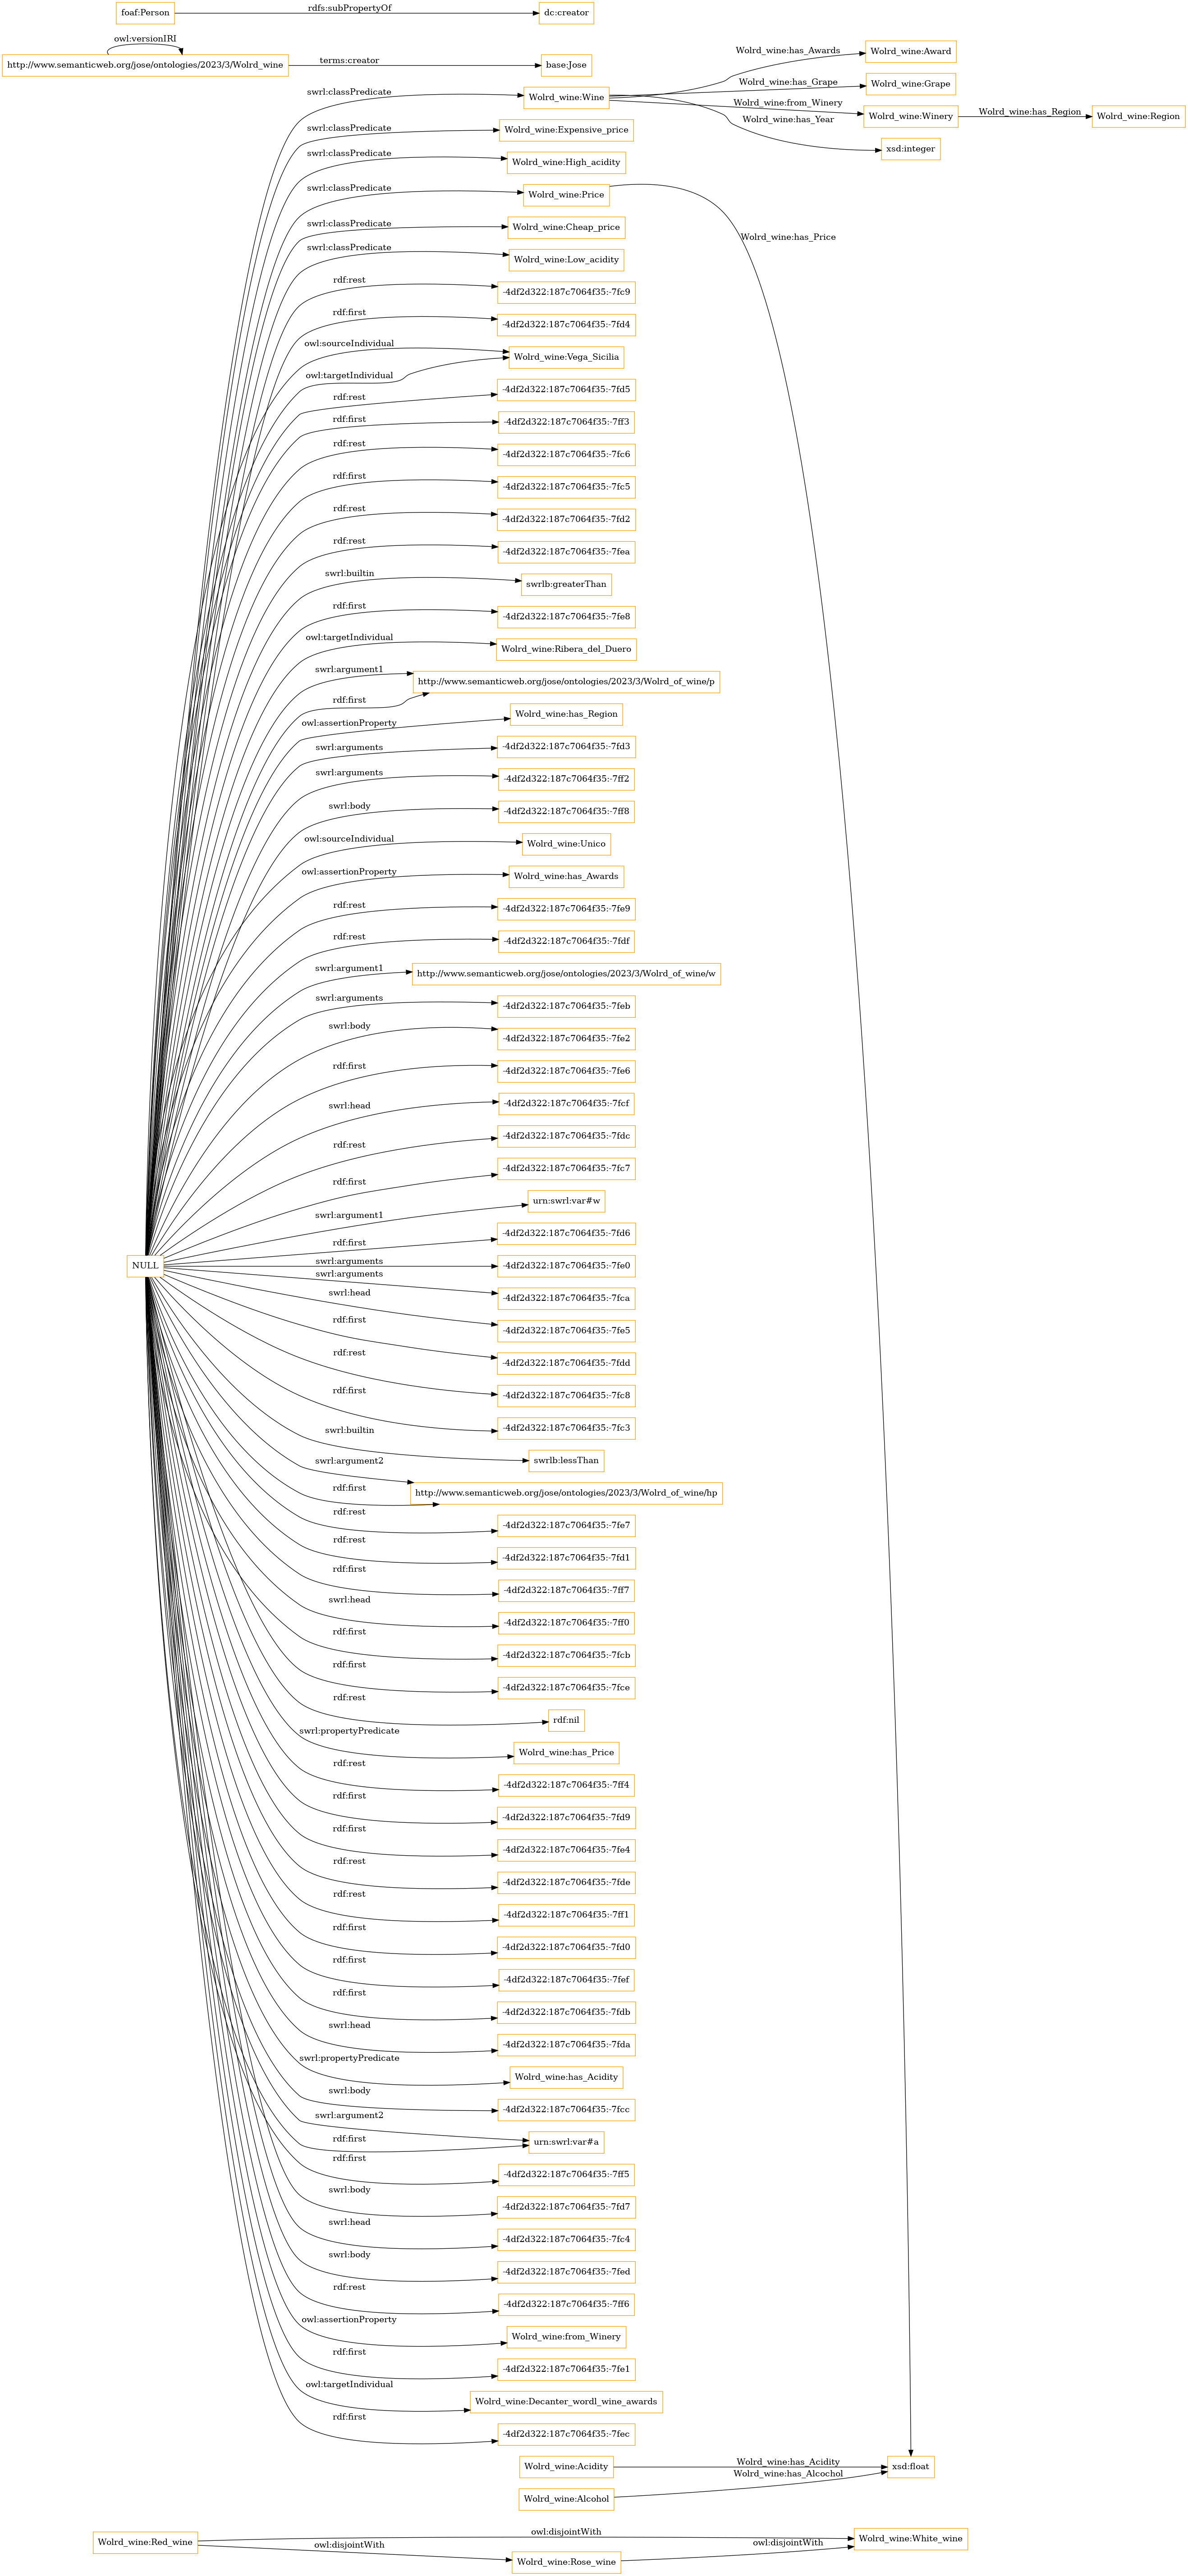 foaf:Person
rdfs:subPropertyOf
dc:creator
owl:versionIRI
http://www.semanticweb.org/jose/ontologies/2023/3/Wolrd_wine
terms:creator
base:Jose
Wolrd_wine:has_Awards
Wolrd_wine:Award
Wolrd_wine:has_Grape
Wolrd_wine:Grape
swrl:classPredicate
Wolrd_wine:Wine
Wolrd_wine:from_Winery
Wolrd_wine:Winery
Wolrd_wine:has_Region
Wolrd_wine:Region
Wolrd_wine:has_Year
xsd:integer
swrl:classPredicate
Wolrd_wine:Expensive_price
swrl:classPredicate
Wolrd_wine:High_acidity
swrl:classPredicate
Wolrd_wine:Price
Wolrd_wine:has_Price
swrl:classPredicate
Wolrd_wine:Cheap_price
swrl:classPredicate
Wolrd_wine:Low_acidity
rdf:rest
-4df2d322:187c7064f35:-7fc9
rdf:first
-4df2d322:187c7064f35:-7fd4
owl:sourceIndividual
Wolrd_wine:Vega_Sicilia
owl:targetIndividual
rdf:rest
-4df2d322:187c7064f35:-7fd5
rdf:first
-4df2d322:187c7064f35:-7ff3
rdf:rest
-4df2d322:187c7064f35:-7fc6
rdf:first
-4df2d322:187c7064f35:-7fc5
rdf:rest
-4df2d322:187c7064f35:-7fd2
rdf:rest
-4df2d322:187c7064f35:-7fea
swrl:builtin
swrlb:greaterThan
rdf:first
-4df2d322:187c7064f35:-7fe8
owl:targetIndividual
Wolrd_wine:Ribera_del_Duero
swrl:argument1
http://www.semanticweb.org/jose/ontologies/2023/3/Wolrd_of_wine/p
rdf:first
owl:assertionProperty
Wolrd_wine:has_Region
swrl:arguments
-4df2d322:187c7064f35:-7fd3
swrl:arguments
-4df2d322:187c7064f35:-7ff2
swrl:body
-4df2d322:187c7064f35:-7ff8
owl:sourceIndividual
Wolrd_wine:Unico
owl:assertionProperty
Wolrd_wine:has_Awards
rdf:rest
-4df2d322:187c7064f35:-7fe9
rdf:rest
-4df2d322:187c7064f35:-7fdf
swrl:argument1
http://www.semanticweb.org/jose/ontologies/2023/3/Wolrd_of_wine/w
swrl:arguments
-4df2d322:187c7064f35:-7feb
swrl:body
-4df2d322:187c7064f35:-7fe2
rdf:first
-4df2d322:187c7064f35:-7fe6
swrl:head
-4df2d322:187c7064f35:-7fcf
rdf:rest
-4df2d322:187c7064f35:-7fdc
rdf:first
-4df2d322:187c7064f35:-7fc7
swrl:argument1
urn:swrl:var#w
rdf:first
-4df2d322:187c7064f35:-7fd6
NULL
swrl:arguments
-4df2d322:187c7064f35:-7fe0
swrl:arguments
-4df2d322:187c7064f35:-7fca
swrl:head
-4df2d322:187c7064f35:-7fe5
rdf:first
-4df2d322:187c7064f35:-7fdd
rdf:rest
-4df2d322:187c7064f35:-7fc8
rdf:first
-4df2d322:187c7064f35:-7fc3
swrl:builtin
swrlb:lessThan
swrl:argument2
http://www.semanticweb.org/jose/ontologies/2023/3/Wolrd_of_wine/hp
rdf:first
rdf:rest
-4df2d322:187c7064f35:-7fe7
rdf:rest
-4df2d322:187c7064f35:-7fd1
rdf:first
-4df2d322:187c7064f35:-7ff7
swrl:head
-4df2d322:187c7064f35:-7ff0
rdf:first
-4df2d322:187c7064f35:-7fcb
rdf:first
-4df2d322:187c7064f35:-7fce
rdf:rest
rdf:nil
swrl:propertyPredicate
Wolrd_wine:has_Price
rdf:rest
-4df2d322:187c7064f35:-7ff4
rdf:first
-4df2d322:187c7064f35:-7fd9
rdf:first
-4df2d322:187c7064f35:-7fe4
rdf:rest
-4df2d322:187c7064f35:-7fde
rdf:rest
-4df2d322:187c7064f35:-7ff1
rdf:first
-4df2d322:187c7064f35:-7fd0
rdf:first
-4df2d322:187c7064f35:-7fef
rdf:first
-4df2d322:187c7064f35:-7fdb
swrl:head
-4df2d322:187c7064f35:-7fda
swrl:propertyPredicate
Wolrd_wine:has_Acidity
swrl:body
-4df2d322:187c7064f35:-7fcc
swrl:argument2
urn:swrl:var#a
rdf:first
rdf:first
-4df2d322:187c7064f35:-7ff5
swrl:body
-4df2d322:187c7064f35:-7fd7
swrl:head
-4df2d322:187c7064f35:-7fc4
swrl:body
-4df2d322:187c7064f35:-7fed
rdf:rest
-4df2d322:187c7064f35:-7ff6
owl:assertionProperty
Wolrd_wine:from_Winery
rdf:first
-4df2d322:187c7064f35:-7fe1
owl:targetIndividual
Wolrd_wine:Decanter_wordl_wine_awards
rdf:first
-4df2d322:187c7064f35:-7fec
Wolrd_wine:Acidity
Wolrd_wine:has_Acidity
xsd:float
Wolrd_wine:Alcohol
Wolrd_wine:has_Alcochol
Wolrd_wine:Red_wine
owl:disjointWith
Wolrd_wine:White_wine
owl:disjointWith
Wolrd_wine:Rose_wine
owl:disjointWith